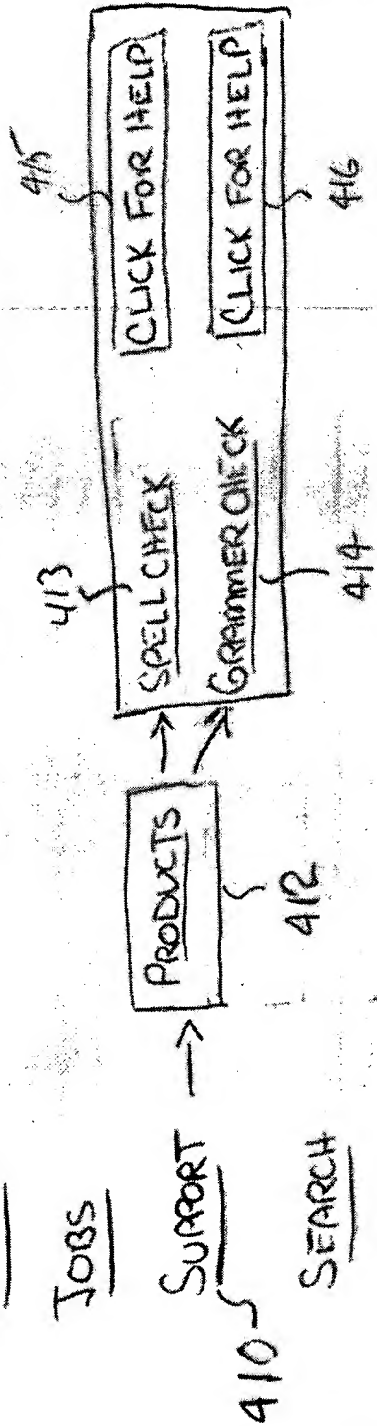 JOBS
SUPPORT → PRODUCTS →
SEARCH
410
412
413
SPELL CHECK
GRAMMER CHECK
414
415
CLICK FOR HELP
CLICK FOR HELP
416